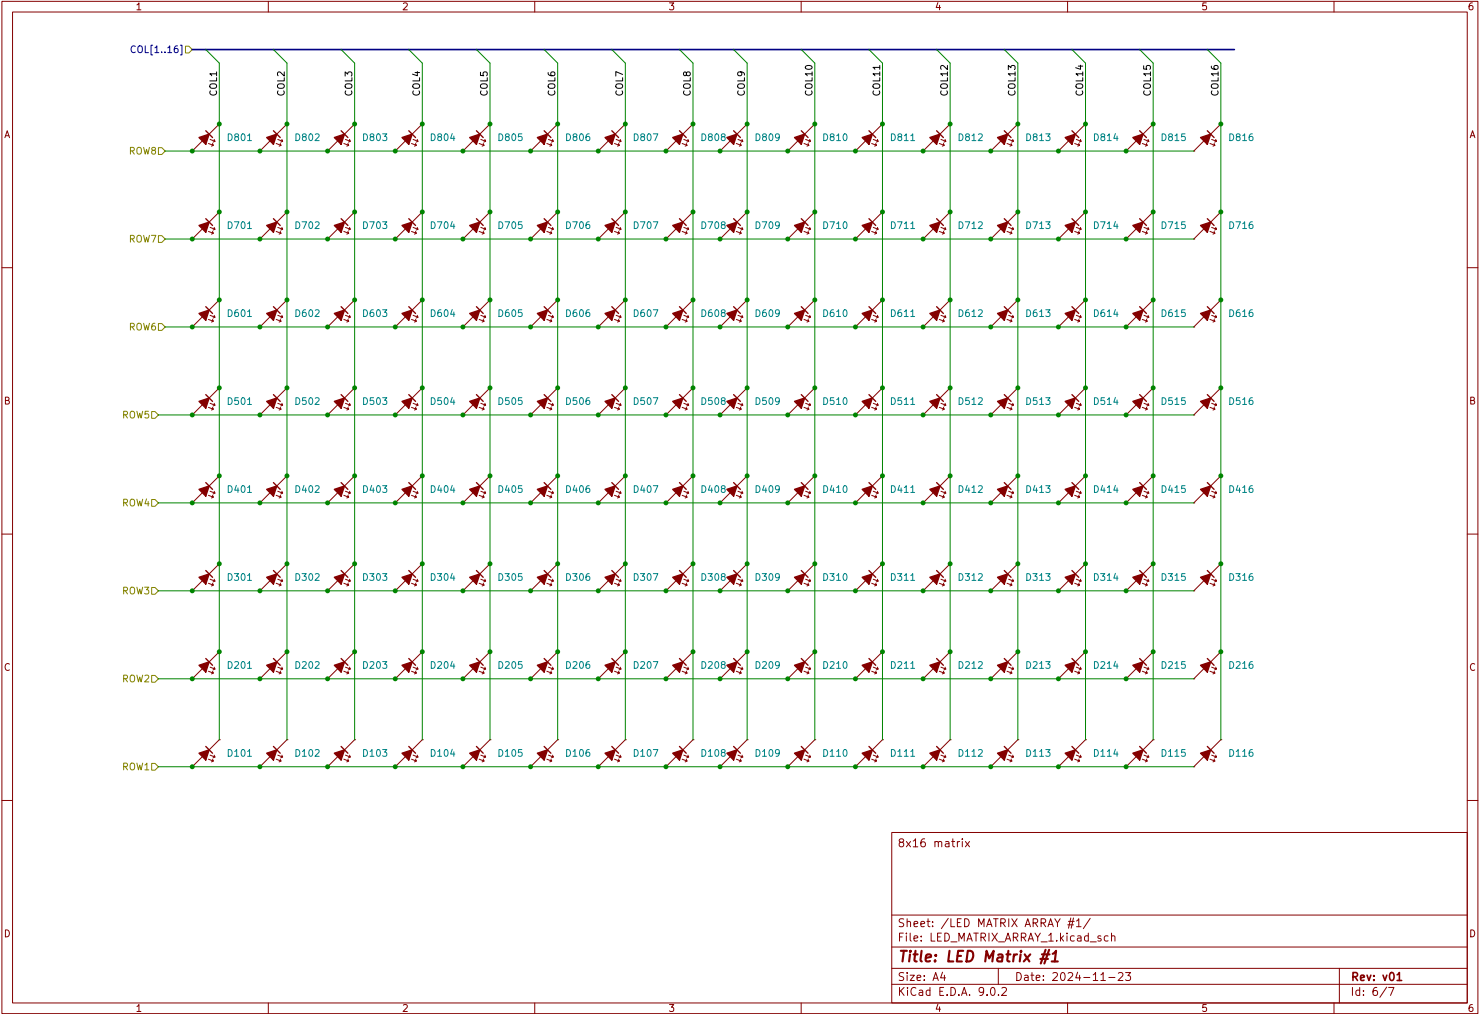 1 2 3 4 5 6
COL[1..16]
COL1 COL2 COL3 COL4 COL5 COL6 COL7 COL8 COL9 COL10 COL11 COL12 COL13 COL14 COL15 COL16
A A
D801 D802 D803 D804 D805 D806 D807 D808 D809 D810 D811 D812 D813 D814 D815 D816
ROW8
D701 D702 D703 D704 D705 D706 D707 D708 D709 D710 D711 D712 D713 D714 D715 D716
ROW7
D601 D602 D603 D604 D605 D606 D607 D608 D609 D610 D611 D612 D613 D614 D615 D616
ROW6
B D501 D502 D503 D504 D505 D506 D507 D508 D509 D510 D511 D512 D513 D514 D515 D516 B
ROW5
D401 D402 D403 D404 D405 D406 D407 D408 D409 D410 D411 D412 D413 D414 D415 D416
ROW4
D301 D302 D303 D304 D305 D306 D307 D308 D309 D310 D311 D312 D313 D314 D315 D316
ROW3
C D201 D202 D203 D204 D205 D206 D207 D208 D209 D210 D211 D212 D213 D214 D215 D216 C
ROW2
D101 D102 D103 D104 D105 D106 D107 D108 D109 D110 D111 D112 D113 D114 D115 D116
ROW1
8x16 matrix
Sheet: /LED MATRIX ARRAY #1/
D File: LED_MATRIX_ARRAY_1.kicad_sch D
Title: LED Matrix #1
Size: A4 Date: 2024-11-23 Rev: v01
KiCad E.D.A. 9.0.2 Id: 6/7
1 2 3 4 5 6